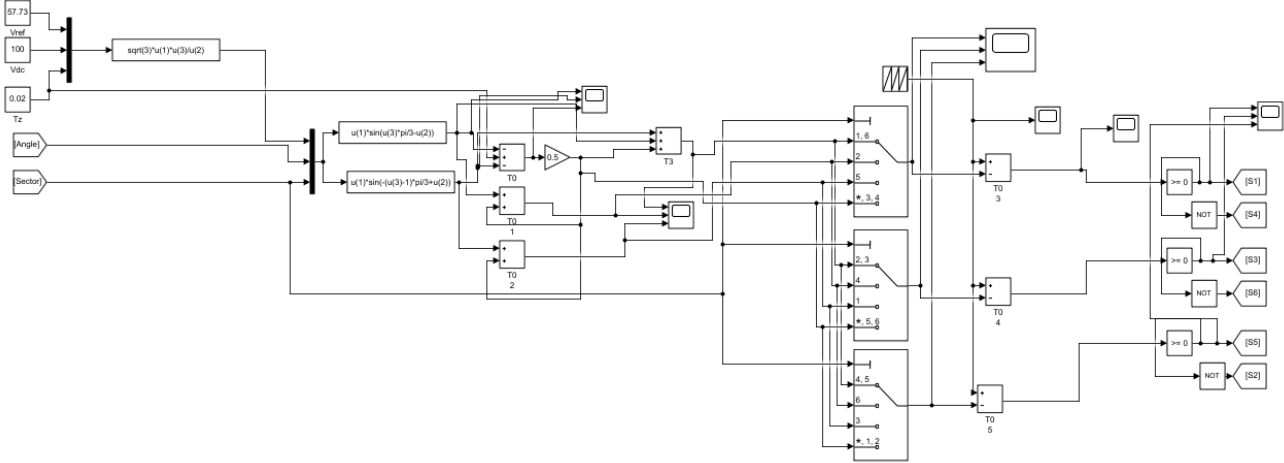 57.73
Vref
100
Vdc
0.02
Tz
sqrt(3)*u(1)*u(3)/u(2)
[Angle]
[Sector]
u(1)*sin(u(3)*pi/3-u(2))
u(1)*sin(-(u(3)-1)*pi/3+u(2))
T0
0.5
T0
1
T0
2
T3
1, 6
2
5
*, 3, 4
2, 3
4
1
*, 5, 6
4, 5
6
3
*, 1, 2
T0
3
T0
4
T0
5
>= 0
[S1]
NOT
[S4]
>= 0
[S3]
NOT
[S6]
>= 0
[S5]
NOT
[S2]